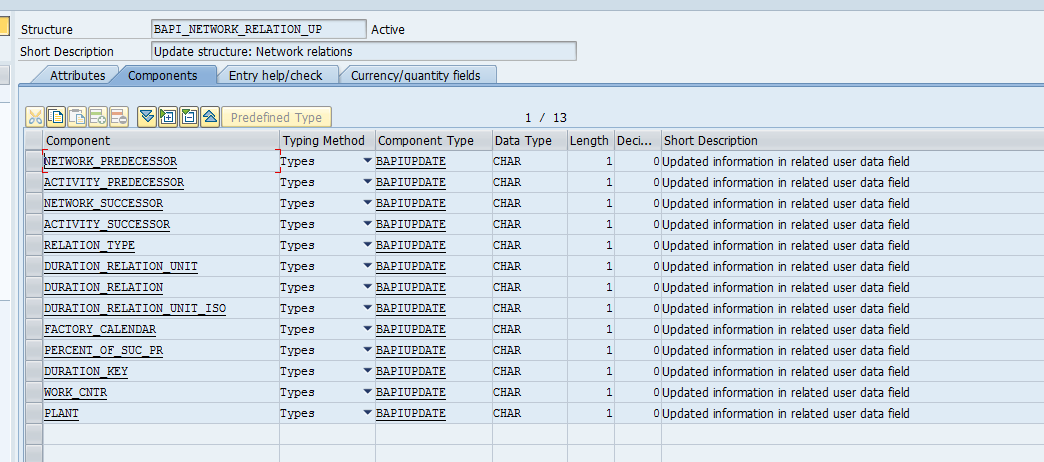 Structure BAPI_NETWORK_RELATION_UP Active
Short Description Update structure: Network relations
Attributes Components Entry help/check Currency/quantity fields
Predefined Type 1 / 13
Component Typing Method Component Type Data Type Length Deci... Short Description
NETWORK_PREDECESSOR Types BAPIUPDATE CHAR 1 0 Updated information in related user data field
ACTIVITY_PREDECESSOR Types BAPIUPDATE CHAR 1 0 Updated information in related user data field
NETWORK_SUCCESSOR Types BAPIUPDATE CHAR 1 0 Updated information in related user data field
ACTIVITY_SUCCESSOR Types BAPIUPDATE CHAR 1 0 Updated information in related user data field
RELATION_TYPE Types BAPIUPDATE CHAR 1 0 Updated information in related user data field
DURATION_RELATION_UNIT Types BAPIUPDATE CHAR 1 0 Updated information in related user data field
DURATION_RELATION Types BAPIUPDATE CHAR 1 0 Updated information in related user data field
DURATION_RELATION_UNIT_ISO Types BAPIUPDATE CHAR 1 0 Updated information in related user data field
FACTORY_CALENDAR Types BAPIUPDATE CHAR 1 0 Updated information in related user data field
PERCENT_OF_SUC_PR Types BAPIUPDATE CHAR 1 0 Updated information in related user data field
DURATION_KEY Types BAPIUPDATE CHAR 1 0 Updated information in related user data field
WORK_CNTR Types BAPIUPDATE CHAR 1 0 Updated information in related user data field
PLANT Types BAPIUPDATE CHAR 1 0 Updated information in related user data field